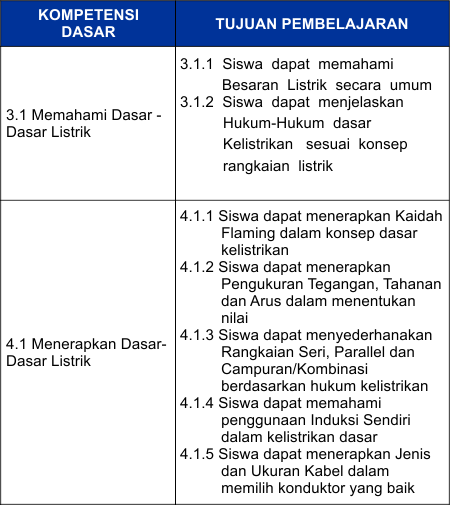 KOMPETENSI
DASAR
TUJUAN PEMBELAJARAN
3.1 Memahami Dasar -
Dasar Listrik
3.1.1 Siswa dapat memahami
Besaran Listrik secara umum
3.1.2 Siswa dapat menjelaskan
Hukum-Hukum dasar
Kelistrikan sesuai konsep
rangkaian listrik
4.1 Menerapkan Dasar-
Dasar Listrik
4.1.1 Siswa dapat menerapkan Kaidah
Flaming dalam konsep dasar
kelistrikan
4.1.2 Siswa dapat menerapkan
Pengukuran Tegangan, Tahanan
dan Arus dalam menentukan
nilai
4.1.3 Siswa dapat menyederhanakan
Rangkaian Seri, Parallel dan
Campuran/Kombinasi
berdasarkan hukum kelistrikan
4.1.4 Siswa dapat memahami
penggunaan Induksi Sendiri
dalam kelistrikan dasar
4.1.5 Siswa dapat menerapkan Jenis
dan Ukuran Kabel dalam
memilih konduktor yang baik